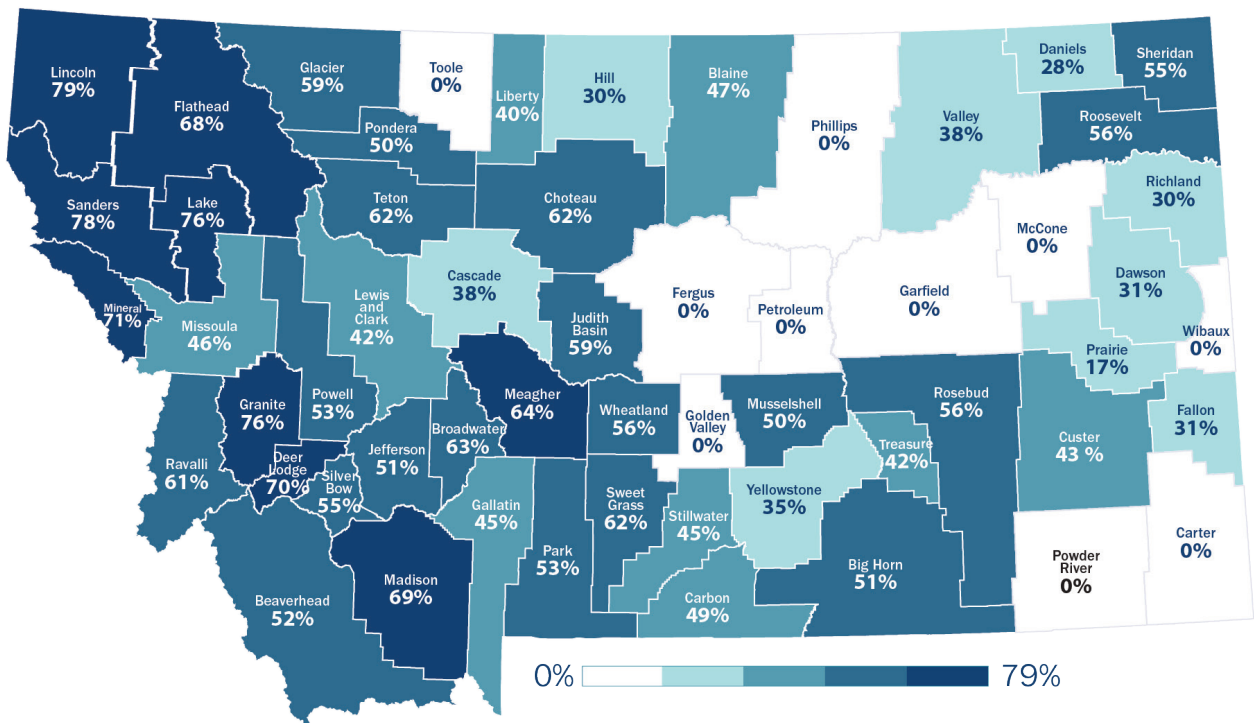 Lincoln
79%
Flathead
68%
Glacier
59%
Toole
0%
Liberty
40%
Hill
30%
Blaine
47%
Phillips
0%
Valley
38%
Daniels
28%
Sheridan
55%
Roosevelt
56%
Pondera
50%
Teton
62%
Choteau
62%
Richland
30%
McCone
0%
Sanders
78%
Lake
76%
Cascade
38%
Lewis
and
Clark
42%
Judith
Basin
59%
Fergus
0%
Petroleum
0%
Garfield
0%
Dawson
31%
Wibaux
0%
Prairie
17%
Mineral
71%
Missoula
46%
Powell
53%
Granite
76%
Meagher
64%
Wheatland
56%
Golden
Valley
0%
Musselshell
50%
Rosebud
56%
Treasure
42%
Custer
43 %
Fallon
31%
Ravalli
61%
Deer
Lodge
70%
Silver
Bow
55%
Jefferson
51%
Broadwater
63%
Gallatin
45%
Sweet
Grass
62%
Stillwater
45%
Yellowstone
35%
Park
53%
Big Horn
51%
Powder
River
0%
Carter
0%
Beaverhead
52%
Madison
69%
Carbon
49%
0%
79%